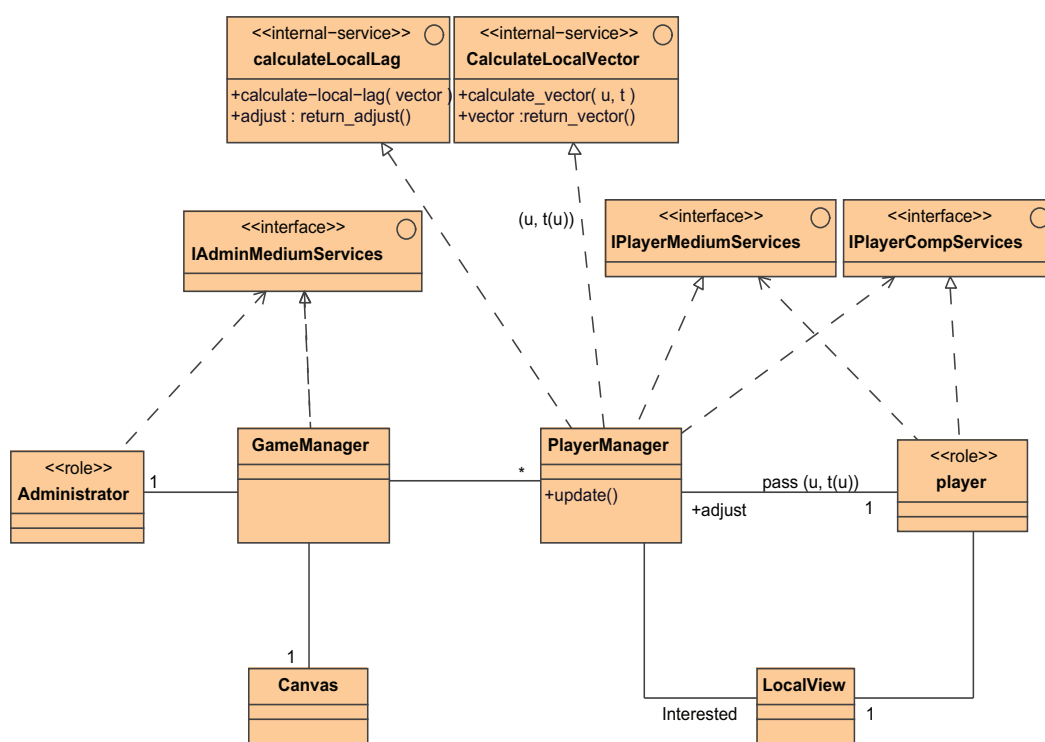 <<internal−service>>
calculateLocalLag
+calculate−local−lag( vector )
+adjust : return_adjust()
<<internal−service>>
CalculateLocalVector
+calculate_vector( u, t )
+vector :return_vector()
(u, t(u))
<<interface>>
IAdminMediumServices
<<interface>>
IPlayerMediumServices
<<interface>>
IPlayerCompServices
<<role>>
Administrator
1
GameManager
*
PlayerManager
+update()
pass (u, t(u))
+adjust
1
<<role>>
player
1
Canvas
LocalView
Interested
1